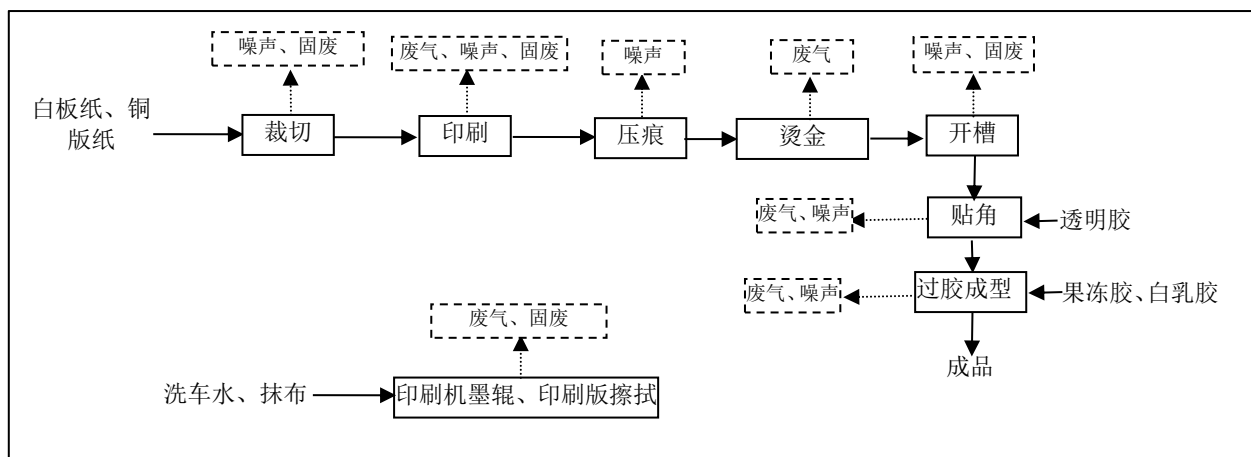 噪声、固废
废气、噪声、固废
噪声
废气
噪声、固废
白板纸、铜
版纸
裁切
印刷
压痕
烫金
开槽
废气、噪声
贴角
透明胶
废气、噪声
过胶成型
果冻胶、白乳胶
成品
废气、固废
洗车水、抹布
印刷机墨辊、印刷版擦拭